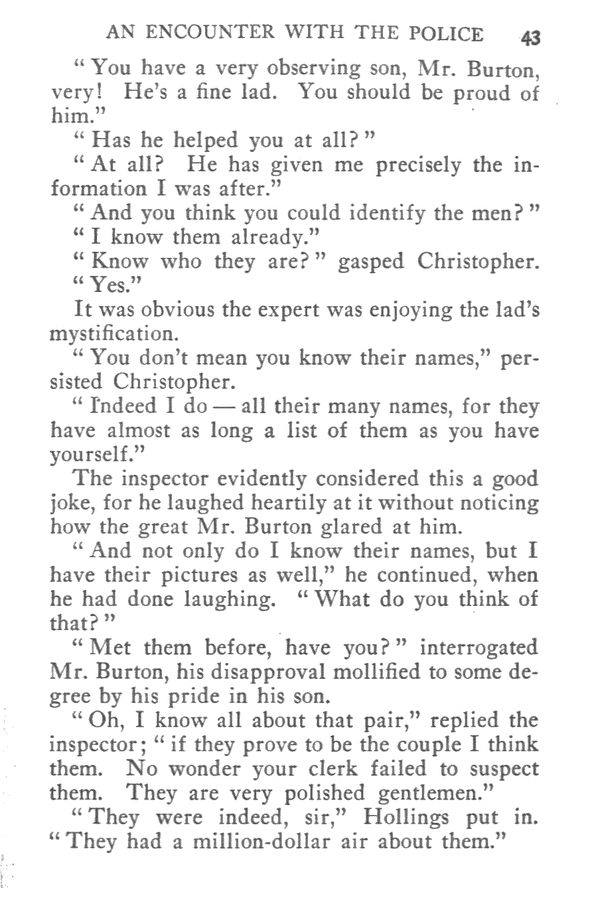 AN ENCOUNTER WITH THE POLICE 43
“ You have a very observing son, Mr. Burton,
very! He’s a fine lad. You should be proud of
him.”
“ Has he helped you at all? ”
“ At all? He has given me precisely the in-
formation I was after.”
“ And you think you could identify the men? ”
“ I know them already.”
“ Know who they are? ” gasped Christopher.
“ Yes.”
It was obvious the expert was enjoying the lad’s
mystification.
“ You don’t mean you know their names,” per-
sisted Christopher.
“ Indeed I do — all their many names, for they
have almost as long a list of them as you have
yourself.”
The inspector evidently considered this a good
joke, for he laughed heartily at it without noticing
how the great Mr. Burton glared at him.
“ And not only do I know their names, but I
have their pictures as well,” he continued, when
he had done laughing. “ What do you think of
that? ”
“ Met them before, have you? ” interrogated
Mr. Burton, his disapproval mollified to some de-
gree by his pride in his son.
“ Oh, I know all about that pair,” replied the
inspector; “ if they prove to be the couple I think
them. No wonder your clerk failed to suspect
them. They are very polished gentlemen.”
“ They were indeed, sir,” Hollings put in.
“ They had a million-dollar air about them.”